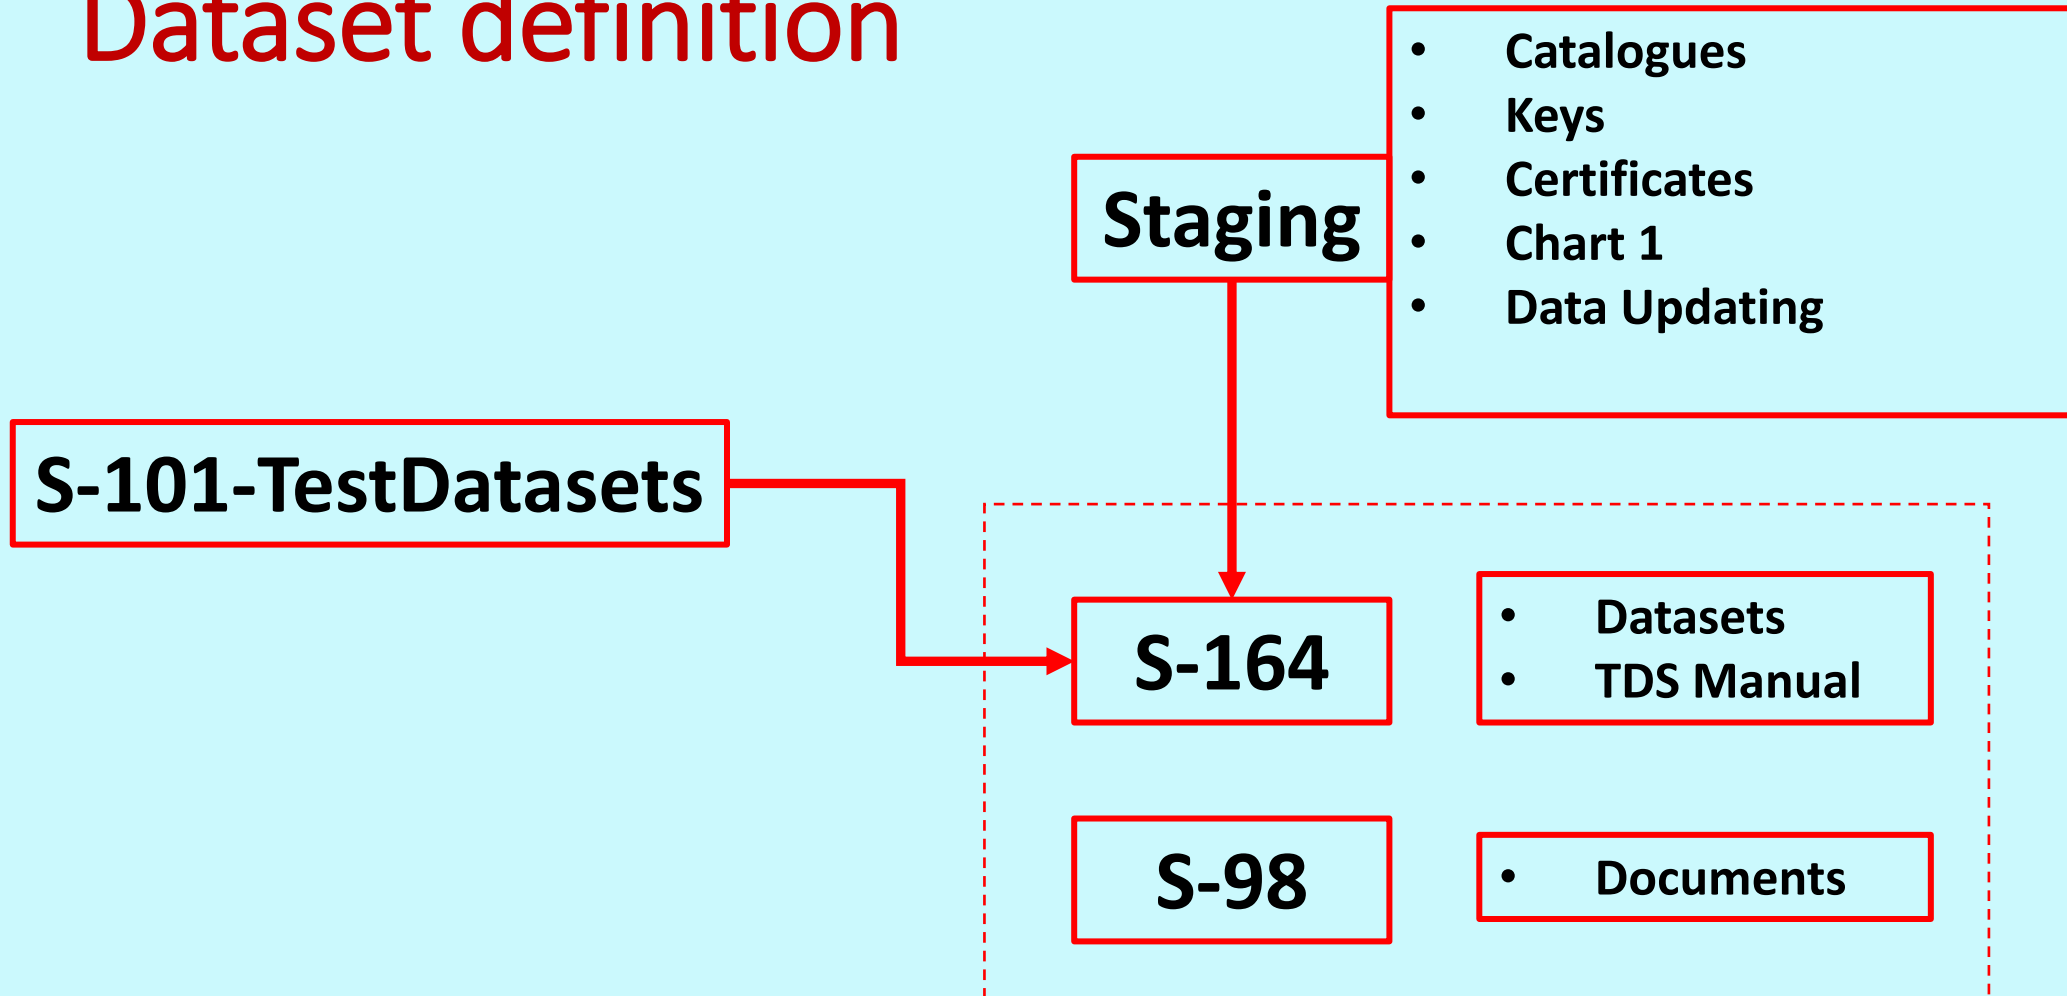 Dataset definition
• Catalogues
• Keys
• Certificates
• Chart 1
• Data Updating
Staging
S-101-TestDatasets
S-164
• Datasets
• TDS Manual
S-98
• Documents